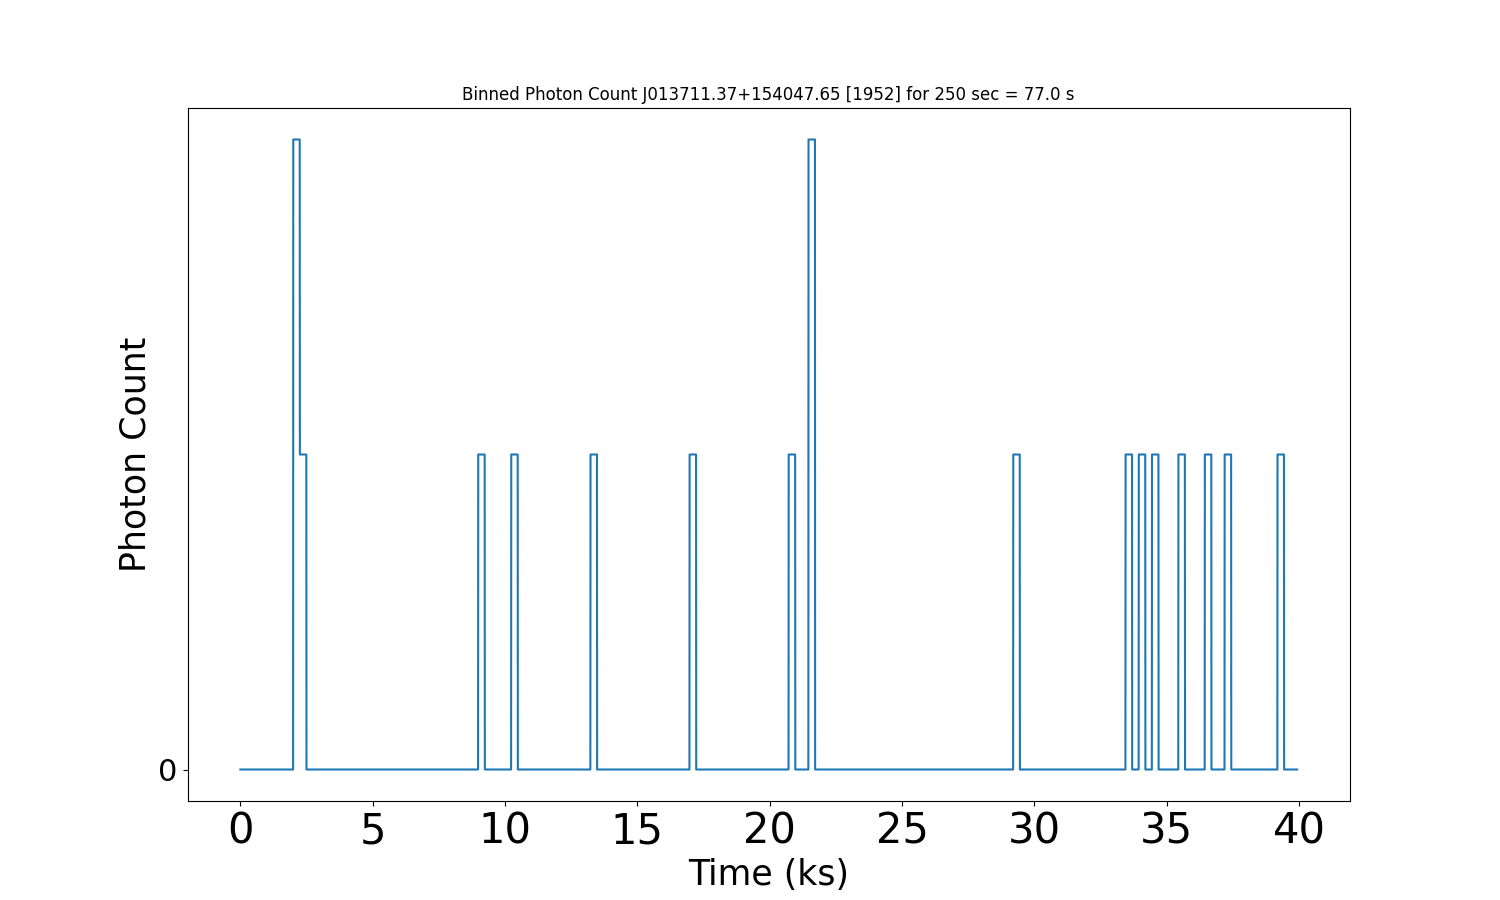 Binned Photon Count J013711.37+154047.65 [1952] for 250 sec = 77.0 s
Photon Count
0
0 5 10 15 20 25 30 35 40
Time (ks)